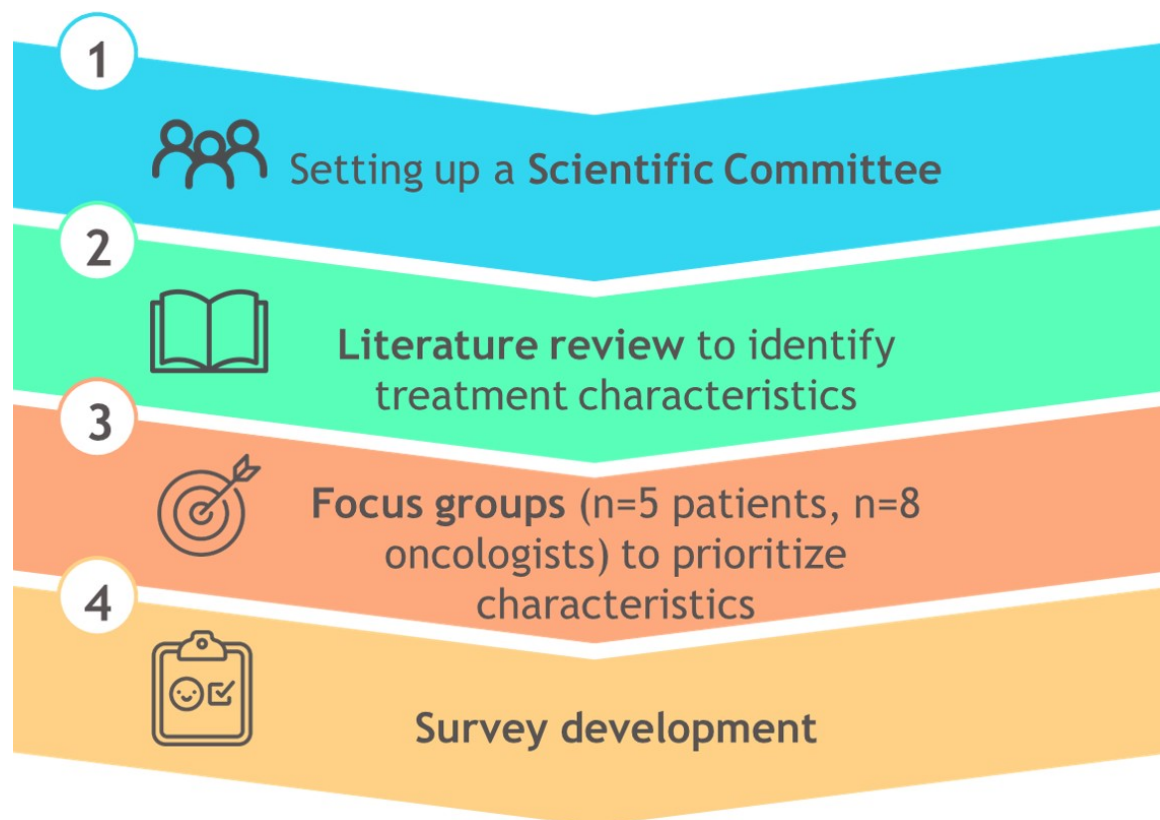 1
Setting up a Scientific Committee
2
Literature review to identify
treatment characteristics
3
Focus groups (n=5 patients, n=8
oncologists) to prioritize
characteristics
4
Survey development